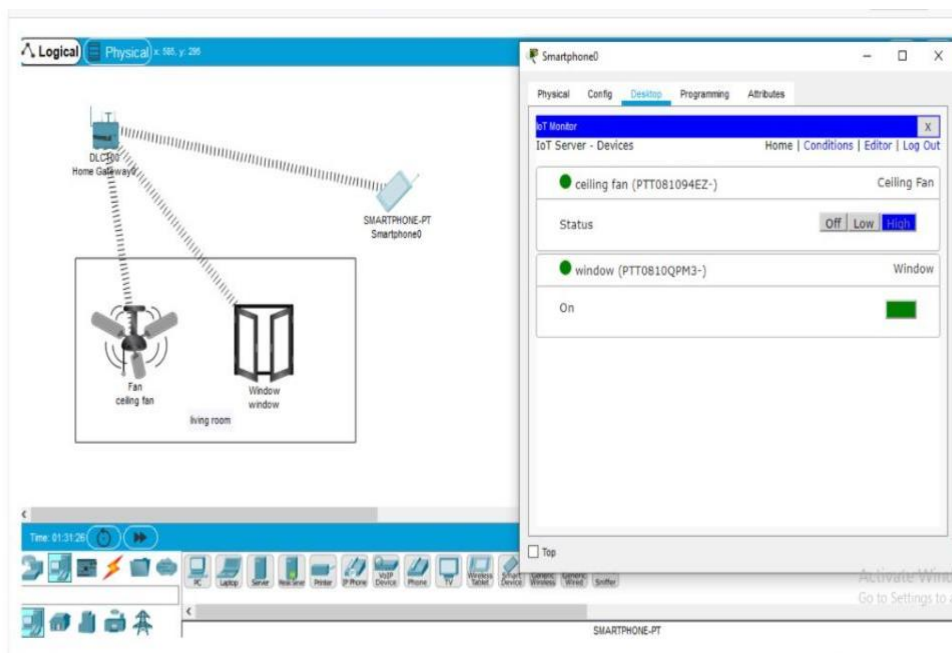 Logical Physical x: 565, y: 295
DLC100
Home Gateway0
SMARTPHONE-PT
Smartphone0
Fan
ceiling fan
Window
window
living room
Time: 01:31:26
PC Laptop Server Printer IP Phone VoIP Device Phone TV Wireless Tablet Smart Device Generic Wireless Generic Wired Sniffer
SMARTPHONE-PT
Smartphone0
Physical Config Desktop Programming Attributes
IoT Monitor X
IoT Server - Devices Home | Conditions | Editor | Log Out
ceiling fan (PTT081094EZ-) Ceiling Fan
Status Off Low High
window (PTT0810QPM3-) Window
On
Top
Activate Wind
Go to Settings to a